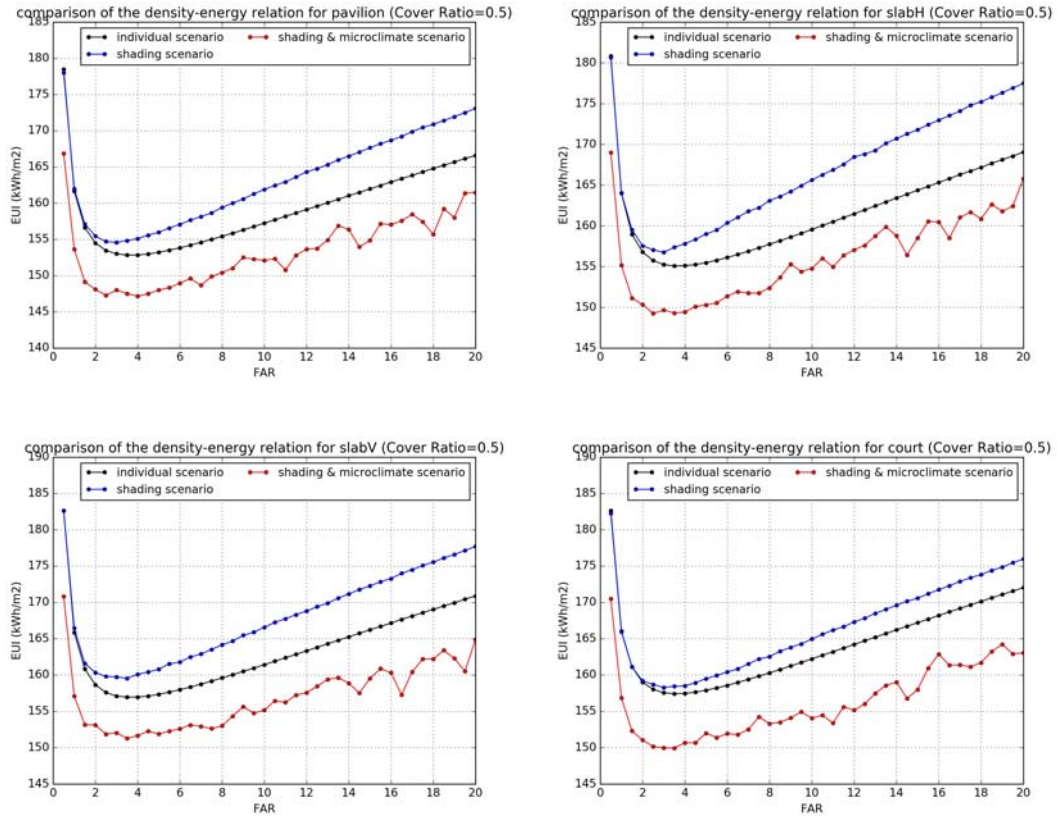 comparison of the density-energy relation for pavilion (Cover Ratio=0.5)
individual scenario
shading scenario
shading & microclimate scenario
EUI (kWh/m2)
185
180
175
170
165
160
155
150
145
140
0 2 4 6 8 10 12 14 16 18 20
FAR
comparison of the density-energy relation for slabH (Cover Ratio=0.5)
individual scenario
shading scenario
shading & microclimate scenario
EUI (kWh/m2)
185
180
175
170
165
160
155
150
145
0 2 4 6 8 10 12 14 16 18 20
FAR
comparison of the density-energy relation for slabV (Cover Ratio=0.5)
individual scenario
shading scenario
shading & microclimate scenario
EUI (kWh/m2)
190
185
180
175
170
165
160
155
150
145
0 2 4 6 8 10 12 14 16 18 20
FAR
comparison of the density-energy relation for court (Cover Ratio=0.5)
individual scenario
shading scenario
shading & microclimate scenario
EUI (kWh/m2)
190
185
180
175
170
165
160
155
150
145
0 2 4 6 8 10 12 14 16 18 20
FAR